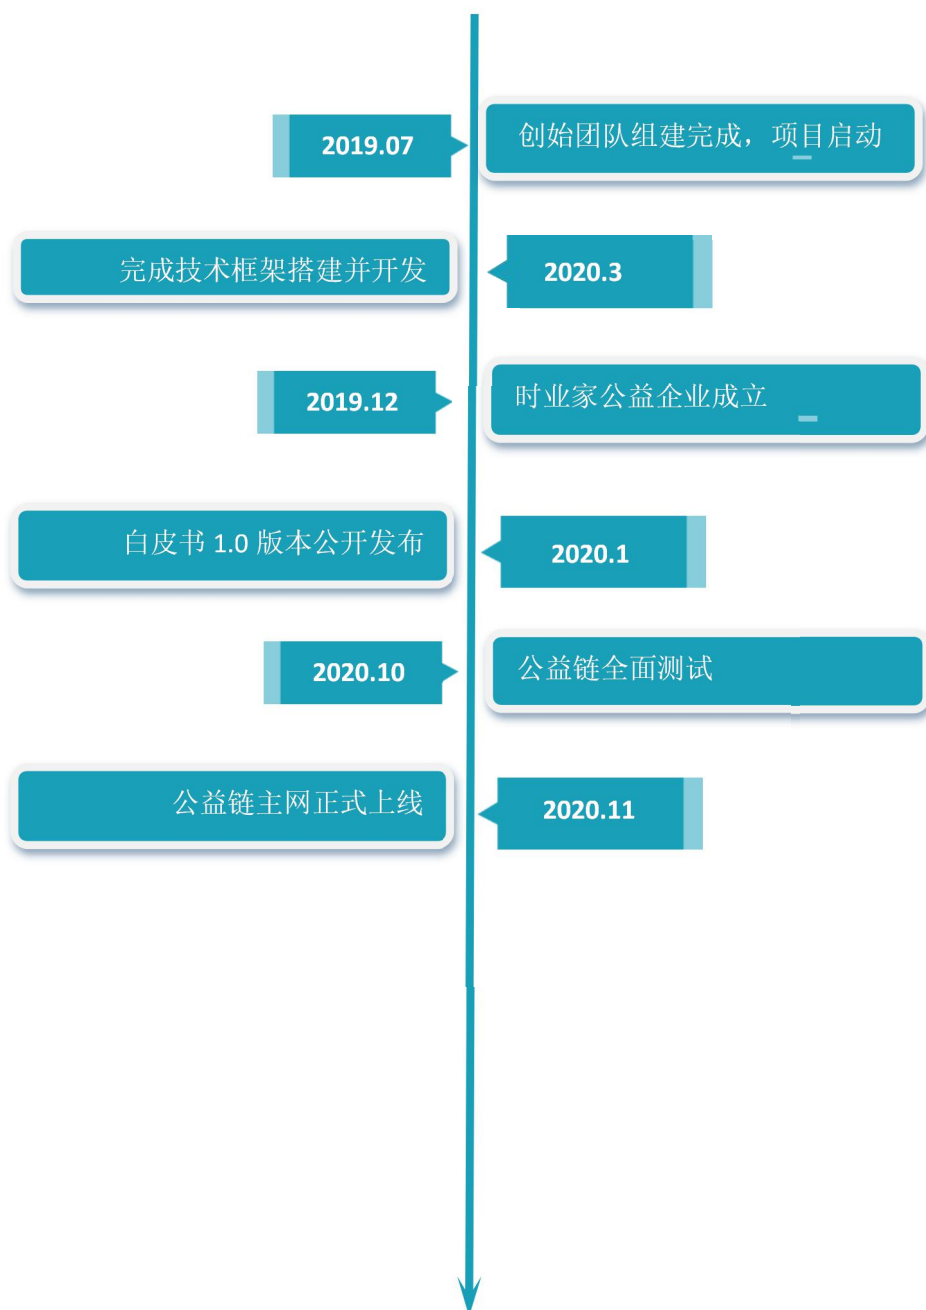 2019.07
创始团队组建完成，项目启动
完成技术框架搭建并开发
2020.3
2019.12
时业家公益企业成立
白皮书 1.0 版本公开发布
2020.1
2020.10
公益链全面测试
公益链主网正式上线
2020.11